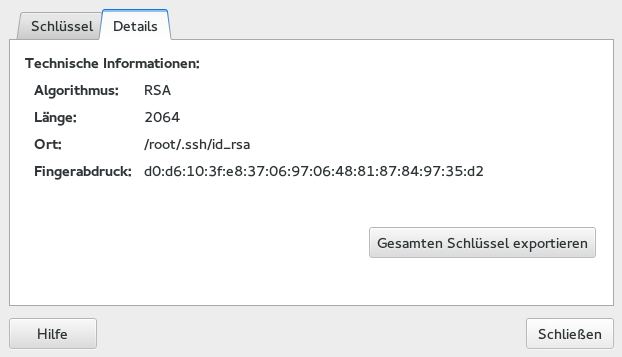 Schlüssel Details
Technische Informationen:
Algorithmus: RSA
Länge: 2064
Ort: /root/.ssh/id_rsa
Fingerabdruck: d0:d6:10:3f:e8:37:06:97:06:48:81:87:84:97:35:d2
Gesamten Schlüssel exportieren
Hilfe Schließen